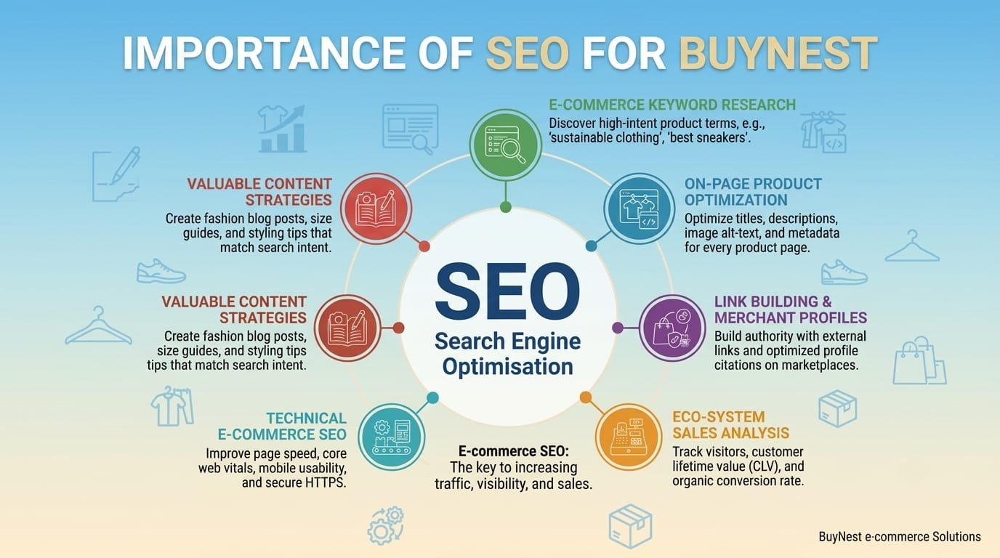 IMPORTANCE OF SEO FOR BUYNEST
E-COMMERCE KEYWORD RESEARCH
Discover high-intent product terms, e.g.,
‘sustainable clothing’, ‘best sneakers’.
VALUABLE CONTENT
STRATEGIES
Create fashion blog posts, size
guides, and styling tips that
match search intent.
ON-PAGE PRODUCT
OPTIMIZATION
Optimize titles, descriptions,
image alt-text, and metadata
for every product page.
SEO
Search Engine
Optimisation
VALUABLE CONTENT
STRATEGIES
Create fashion blog posts,
size guides, and styling tips
tips that match search intent.
LINK BUILDING &
MERCHANT PROFILES
Build authority with external
links and optimized profile
citations on marketplaces.
TECHNICAL
E-COMMERCE SEO
Improve page speed, core
web vitals, mobile usability,
and secure HTTPS.
E-commerce SEO:
The key to increasing
traffic, visibility, and sales.
ECO-SYSTEM
SALES ANALYSIS
Track visitors, customer
lifetime value (CLV), and
organic conversion rate.
BuyNest e-commerce Solutions